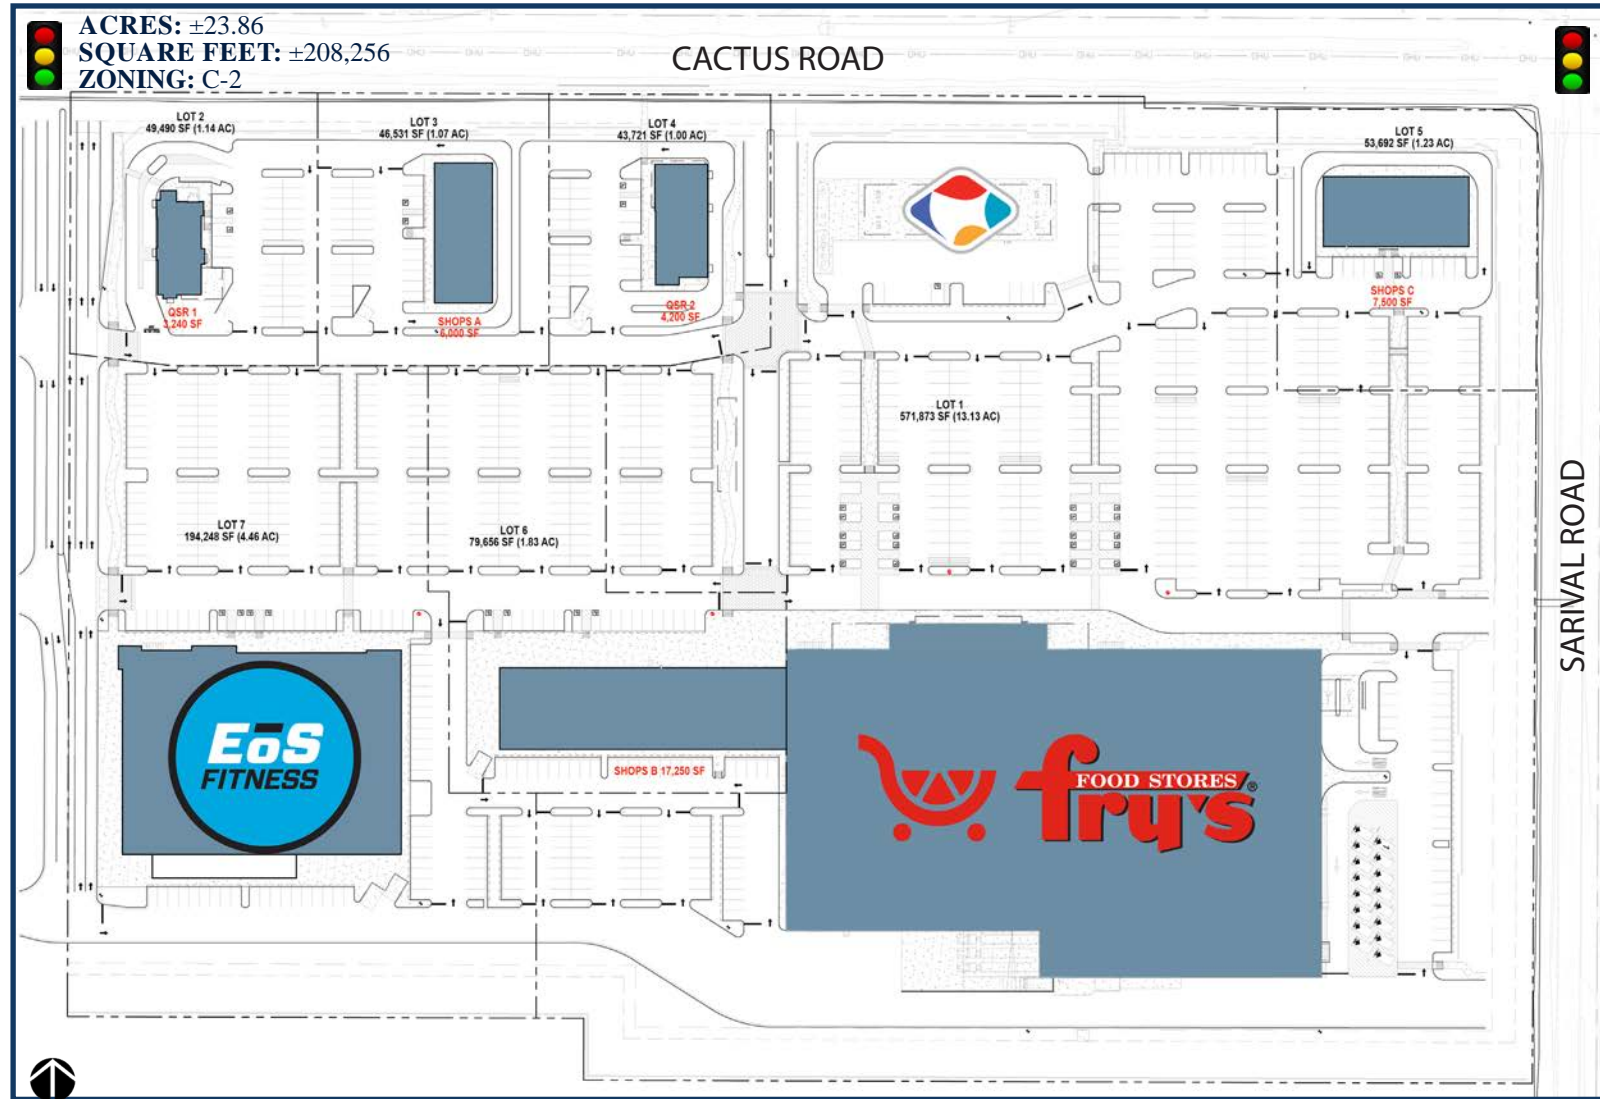 ACRES: ±23.86
SQUARE FEET: ±208,256
ZONING: C-2
CACTUS ROAD
LOT 2
49,490 SF (1.14 AC)
LOT 3
46,531 SF (1.07 AC)
LOT 4
43,721 SF (1.00 AC)
LOT 5
53,692 SF (1.23 AC)
QSR 1
3,240 SF
SHOPS A
6,000 SF
QSR 2
4,200 SF
SHOPS C
7,500 SF
LOT 1
571,873 SF (13.13 AC)
LOT 7
194,248 SF (4.46 AC)
LOT 6
79,656 SF (1.83 AC)
SARIVAL ROAD
EōS
FITNESS
SHOPS B 17,250 SF
FOOD STORES
fry's®